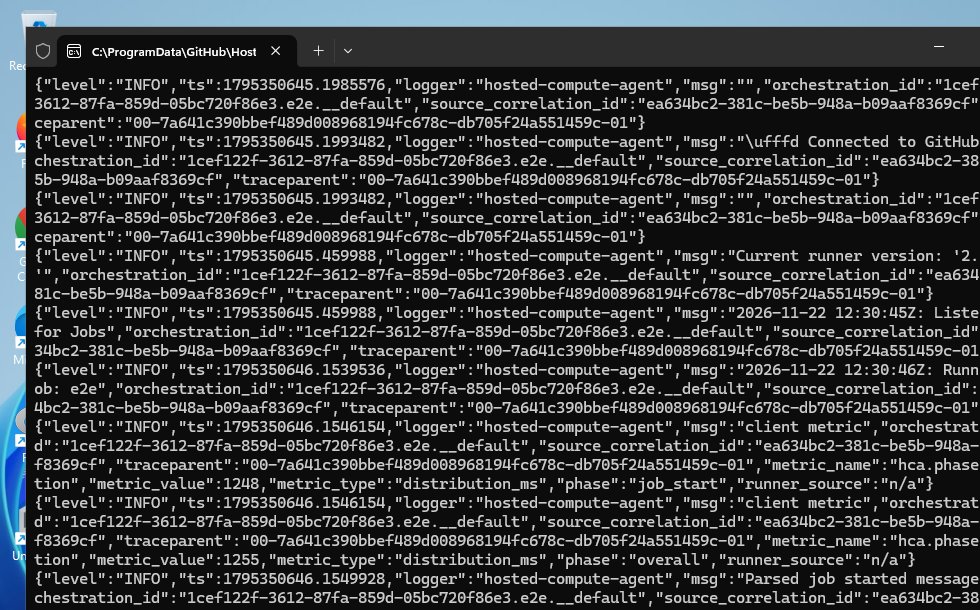 C:\ProgramData\GitHub\Host
{"level":"INFO","ts":1795350645.1985576,"logger":"hosted-compute-agent","msg":"","orchestration_id":"1cef
3612-87fa-859d-05bc720f86e3.e2e.__default","source_correlation_id":"ea634bc2-381c-be5b-948a-b09aaf8369cf"
ceparent":"00-7a641c390bbef489d008968194fc678c-db705f24a551459c-01"}
{"level":"INFO","ts":1795350645.1993482,"logger":"hosted-compute-agent","msg":"\ufffd Connected to GitHub
chestration_id":"1cef122f-3612-87fa-859d-05bc720f86e3.e2e.__default","source_correlation_id":"ea634bc2-38
5b-948a-b09aaf8369cf","traceparent":"00-7a641c390bbef489d008968194fc678c-db705f24a551459c-01"}
{"level":"INFO","ts":1795350645.1993482,"logger":"hosted-compute-agent","msg":"","orchestration_id":"1cef
3612-87fa-859d-05bc720f86e3.e2e.__default","source_correlation_id":"ea634bc2-381c-be5b-948a-b09aaf8369cf"
ceparent":"00-7a641c390bbef489d008968194fc678c-db705f24a551459c-01"}
{"level":"INFO","ts":1795350645.459988,"logger":"hosted-compute-agent","msg":"Current runner version: '2.
'","orchestration_id":"1cef122f-3612-87fa-859d-05bc720f86e3.e2e.__default","source_correlation_id":"ea634
81c-be5b-948a-b09aaf8369cf","traceparent":"00-7a641c390bbef489d008968194fc678c-db705f24a551459c-01"}
{"level":"INFO","ts":1795350645.459988,"logger":"hosted-compute-agent","msg":"2026-11-22 12:30:45Z: Liste
for Jobs","orchestration_id":"1cef122f-3612-87fa-859d-05bc720f86e3.e2e.__default","source_correlation_id"
34bc2-381c-be5b-948a-b09aaf8369cf","traceparent":"00-7a641c390bbef489d008968194fc678c-db705f24a551459c-01
{"level":"INFO","ts":1795350646.1539536,"logger":"hosted-compute-agent","msg":"2026-11-22 12:30:46Z: Runn
ob: e2e","orchestration_id":"1cef122f-3612-87fa-859d-05bc720f86e3.e2e.__default","source_correlation_id":
4bc2-381c-be5b-948a-b09aaf8369cf","traceparent":"00-7a641c390bbef489d008968194fc678c-db705f24a551459c-01"
{"level":"INFO","ts":1795350646.1546154,"logger":"hosted-compute-agent","msg":"client metric","orchestrat
d":"1cef122f-3612-87fa-859d-05bc720f86e3.e2e.__default","source_correlation_id":"ea634bc2-381c-be5b-948a-
f8369cf","traceparent":"00-7a641c390bbef489d008968194fc678c-db705f24a551459c-01","metric_name":"hca.phase
tion","metric_value":1248,"metric_type":"distribution_ms","phase":"job_start","runner_source":"n/a"}
{"level":"INFO","ts":1795350646.1546154,"logger":"hosted-compute-agent","msg":"client metric","orchestrat
d":"1cef122f-3612-87fa-859d-05bc720f86e3.e2e.__default","source_correlation_id":"ea634bc2-381c-be5b-948a-
f8369cf","traceparent":"00-7a641c390bbef489d008968194fc678c-db705f24a551459c-01","metric_name":"hca.phase
tion","metric_value":1255,"metric_type":"distribution_ms","phase":"overall","runner_source":"n/a"}
{"level":"INFO","ts":1795350646.1549928,"logger":"hosted-compute-agent","msg":"Parsed job started message
chestration_id":"1cef122f-3612-87fa-859d-05bc720f86e3.e2e.__default","source_correlation_id":"ea634bc2-38